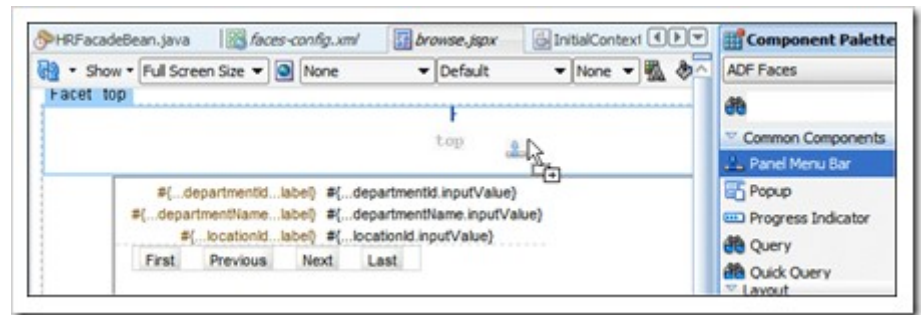 HRFacadeBean.java faces-config.xml browse.jspx InitialContext Component Palette
Show Full Screen Size None Default None ADF Faces
Facet top
top
Common Components
Panel Menu Bar
#{...departmentId...label} #{...departmentId.inputValue} Popup
#{...departmentName...label} #{...departmentName.inputValue} Progress Indicator
#{...locationId...label} #{...locationId.inputValue} Query
First Previous Next Last Quick Query
Layout